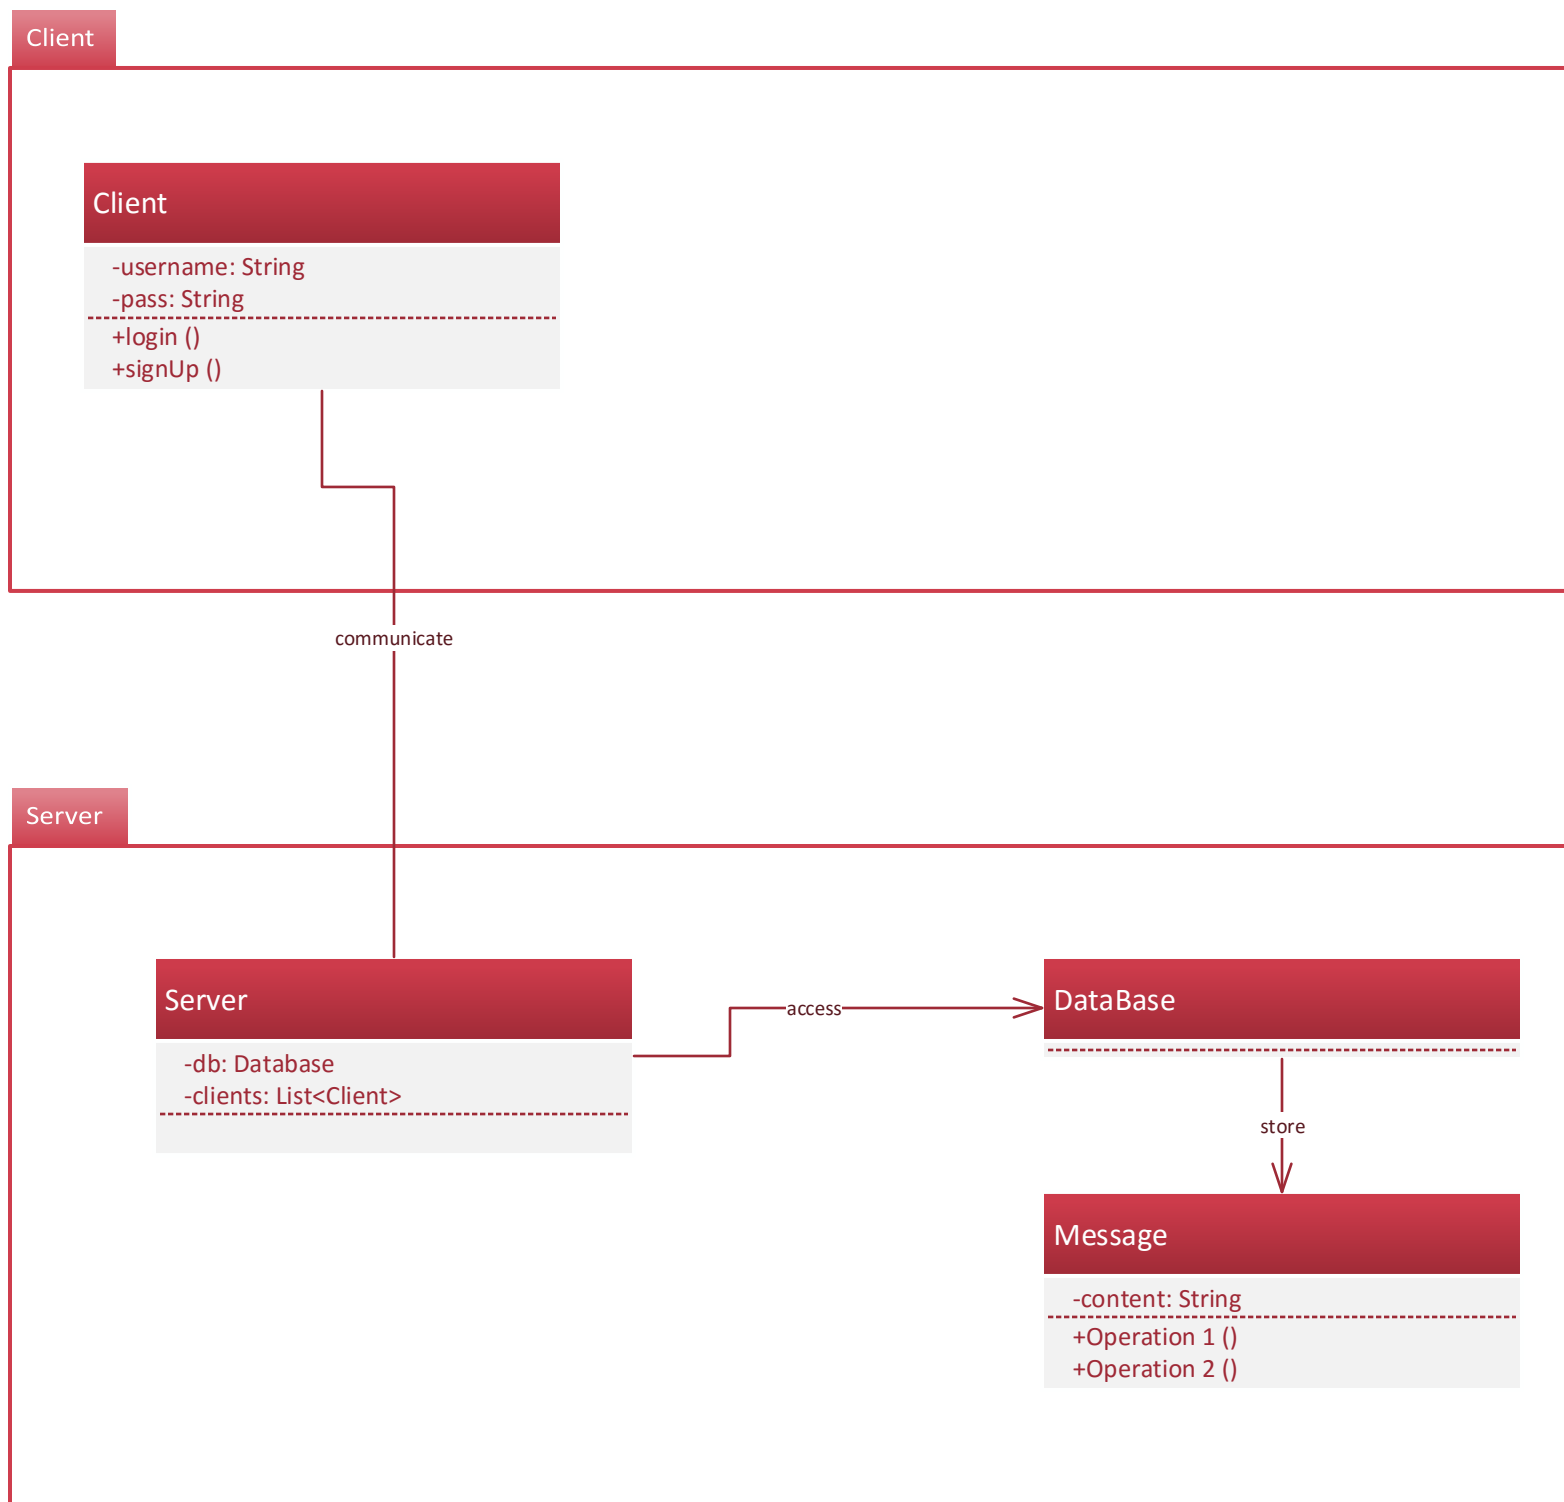 Client
Client
-username: String
-pass: String
+login ()
+signUp ()
communicate
Server
Server
-db: Database
-clients: List<Client>
access
DataBase
store
Message
-content: String
+Operation 1 ()
+Operation 2 ()